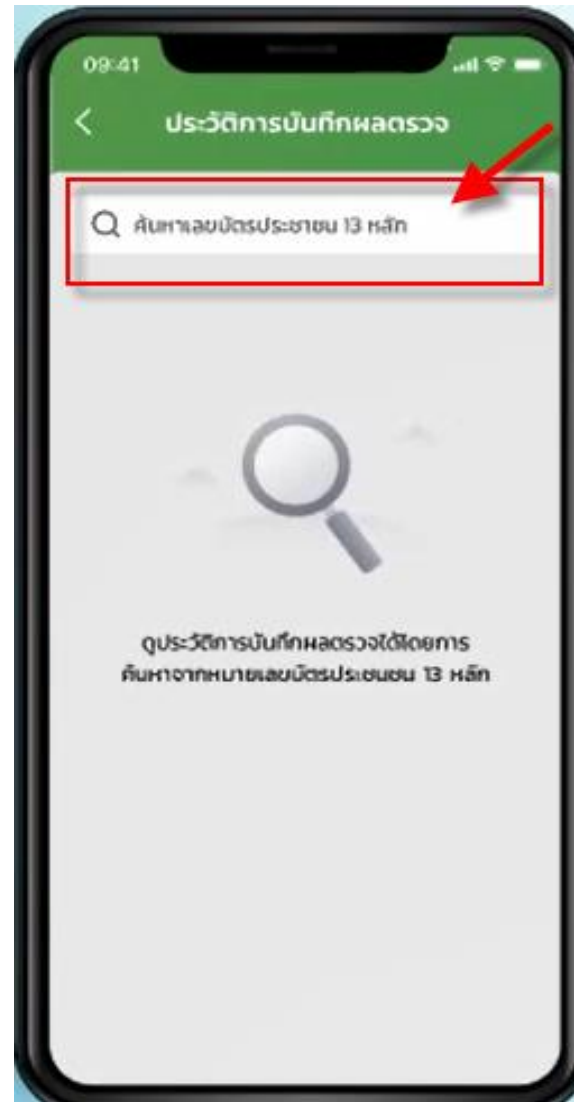 09:41
ประวัติการบันทึกผลตรวจ
ค้นหาเลขบัตรประชาชน 13 หลัก
ดูประวัติการบันทึกผลตรวจได้โดยการ
ค้นหาจากหมายเลขบัตรประชนชน 13 หลัก